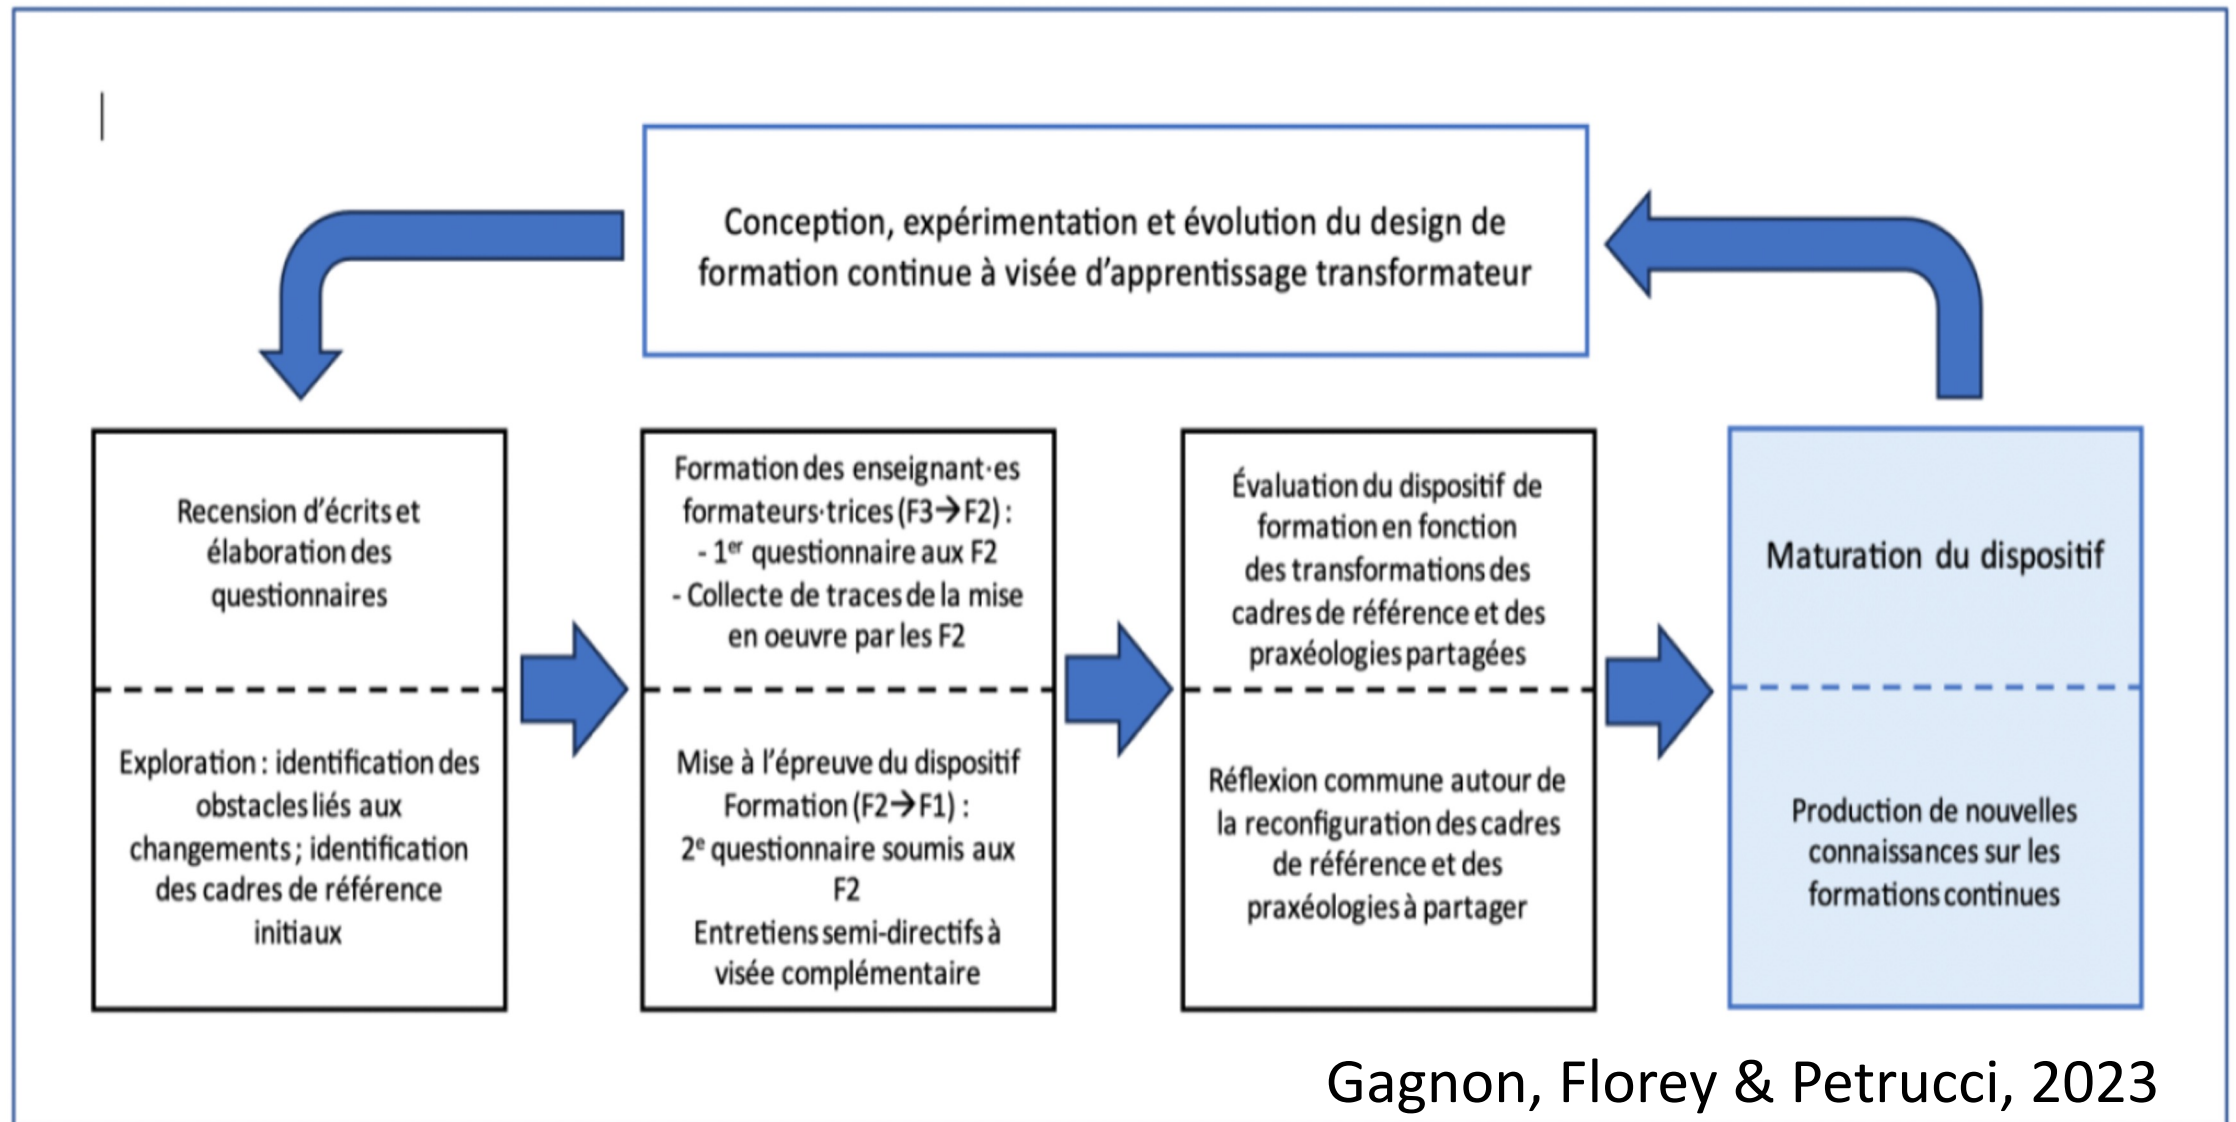 Conception, expérimentation et évolution du design de
formation continue à visée d’apprentissage transformateur
Recension d’écrits et
élaboration des
questionnaires
Exploration : identification des
obstacles liés aux
changements ; identification
des cadres de référence
initiaux
Formation des enseignant·es
formateurs·trices (F3→F2) :
- 1er questionnaire aux F2
- Collecte de traces de la mise
en oeuvre par les F2
Mise à l’épreuve du dispositif
Formation (F2→F1) :
2e questionnaire soumis aux
F2
Entretiens semi-directifs à
visée complémentaire
Évaluation du dispositif de
formation en fonction
des transformations des
cadres de référence et des
praxéologies partagées
Réflexion commune autour de
la reconfiguration des cadres
de référence et des
praxéologies à partager
Maturation du dispositif
Production de nouvelles
connaissances sur les
formations continues
Gagnon, Florey & Petrucci, 2023